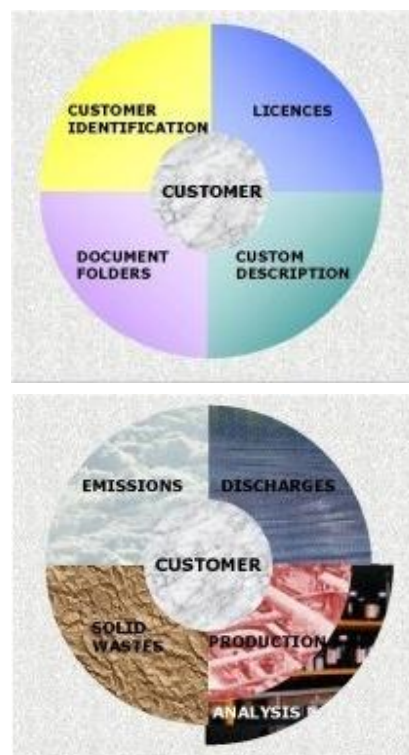 CUSTOMER
IDENTIFICATION
LICENCES
CUSTOMER
DOCUMENT
FOLDERS
CUSTOM
DESCRIPTION
EMISSIONS
DISCHARGES
CUSTOMER
SOLID
WASTES
PRODUCTION
ANALYSIS